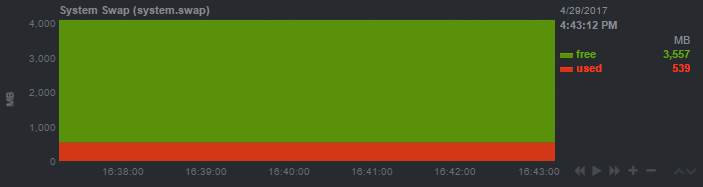 System Swap (system.swap)
4/29/2017
4:43:12 PM
MB
free 3,557
used 539
4,000
3,000
2,000
1,000
0
MB
16:38:00 16:39:00 16:40:00 16:41:00 16:42:00 16:43:00